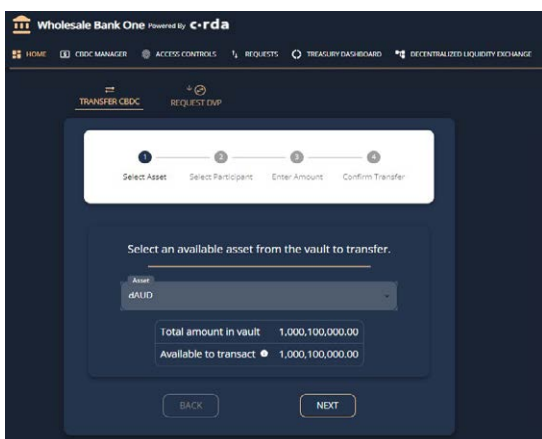 Wholesale Bank One Powered By c·rda
HOME CBDC MANAGER ACCESS CONTROLS REQUESTS TREASURY DASHBOARD DECENTRALIZED LIQUIDITY EXCHANGE
TRANSFER CBDC REQUEST DVP
1 2 3 4
Select Asset Select Participant Enter Amount Confirm Transfer
Select an available asset from the vault to transfer.
Asset
dAUD
Total amount in vault 1,000,100,000.00
Available to transact 1,000,100,000.00
BACK NEXT